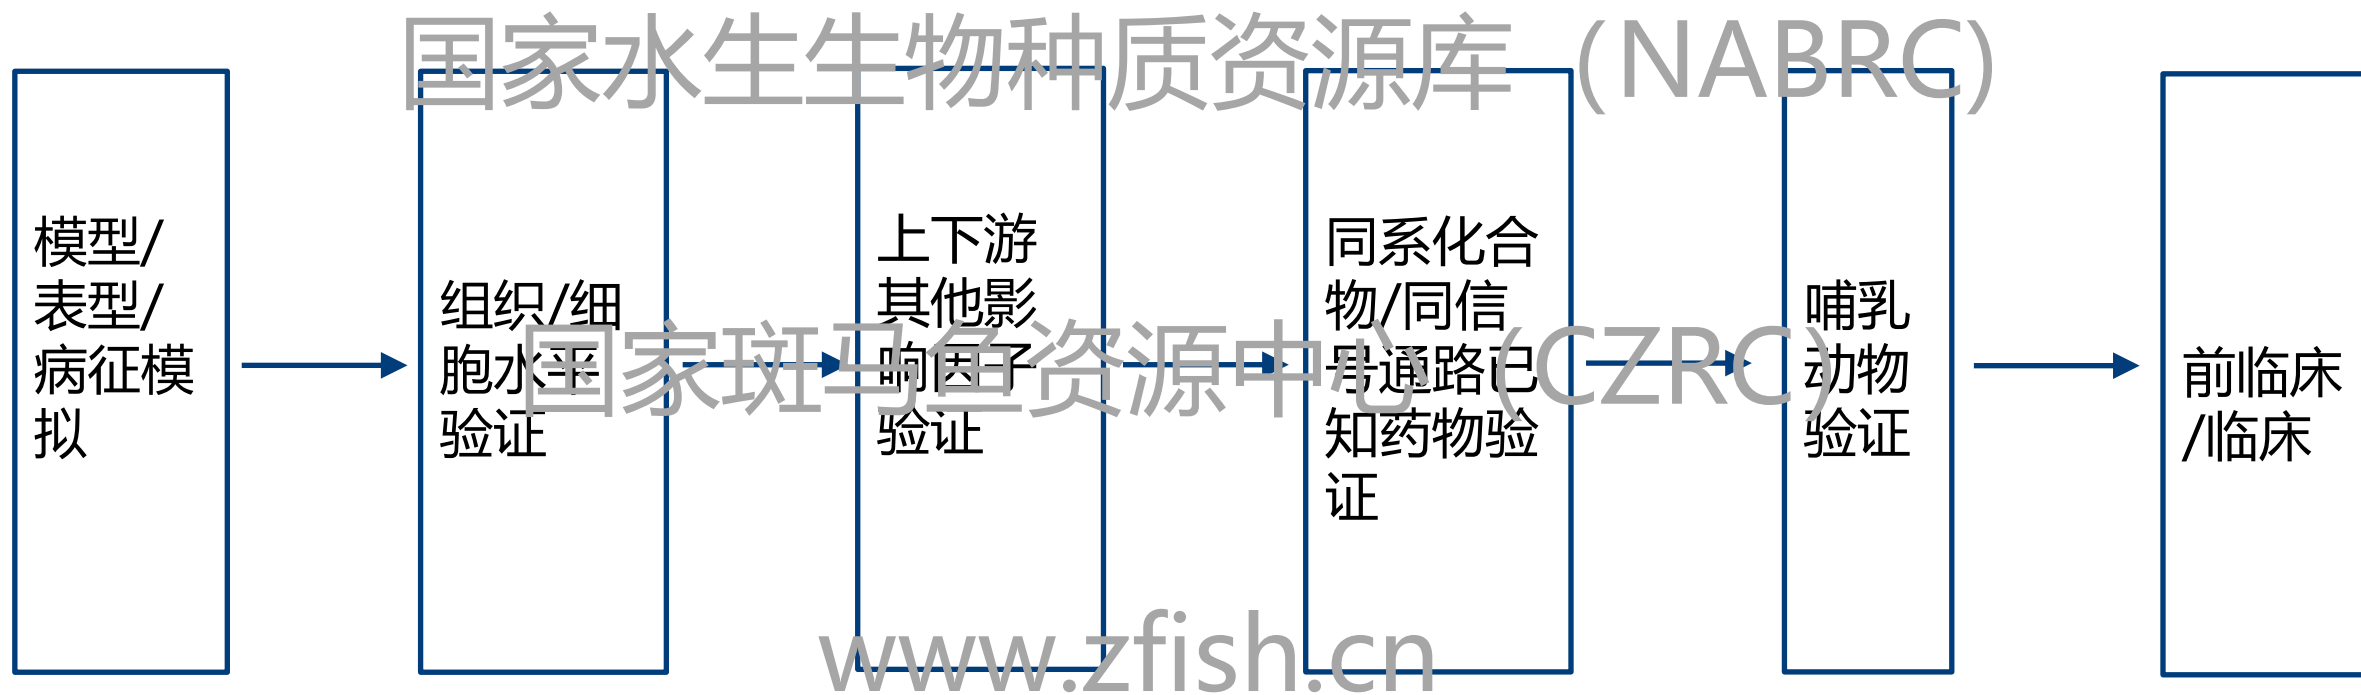 国家水生生物种质资源库（NABRC）
模型/
表型/
病征模
拟
组织/细
胞水平
验证
上下游
其他影
响因子
验证
同系化合
物/同信
号通路已
知药物验
证
哺乳
动物
验证
前临床
/临床
国家斑马鱼资源中心（CZRC）
www.zfish.cn